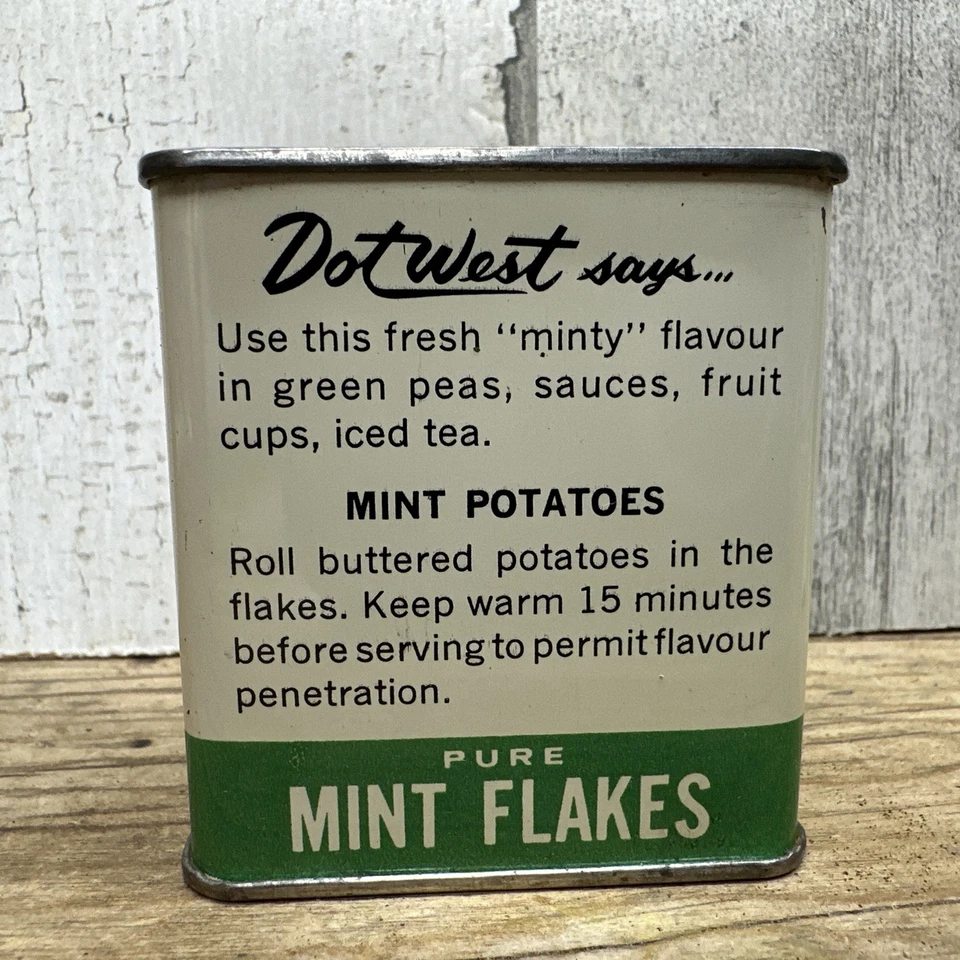 Dot West says...
Use this fresh “minty” flavour
in green peas, sauces, fruit
cups, iced tea.
MINT POTATOES
Roll buttered potatoes in the
flakes. Keep warm 15 minutes
before serving to permit flavour
penetration.
PURE
MINT FLAKES